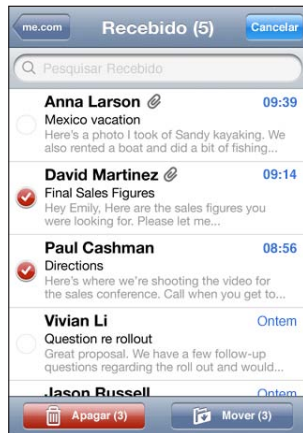 me.com
Recebido (5)
Cancelar
Pesquisar Recebido
Anna Larson
09:39
Mexico vacation
Here's a photo I took of Sandy kayaking. We
also rented a boat and did a bit of fishing...
David Martinez
09:14
Final Sales Figures
Hey Emily, Here are the sales figures you
were looking for. Please let me...
Paul Cashman
08:56
Directions
Here's where we're shooting the video for
the sales conference. Call when you get to...
Vivian Li
Ontem
Question re rollout
Great proposal. We have a few follow-up
questions regarding the roll out and would...
Jason Russell
Ontem
Apagar (3)
Mover (3)